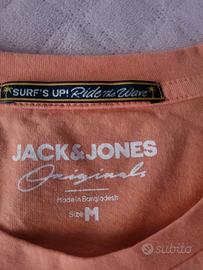 "SURF'S UP! Ride the Wave
JACK&JONES
Originals
Made in Bangladesh
Size M
subito